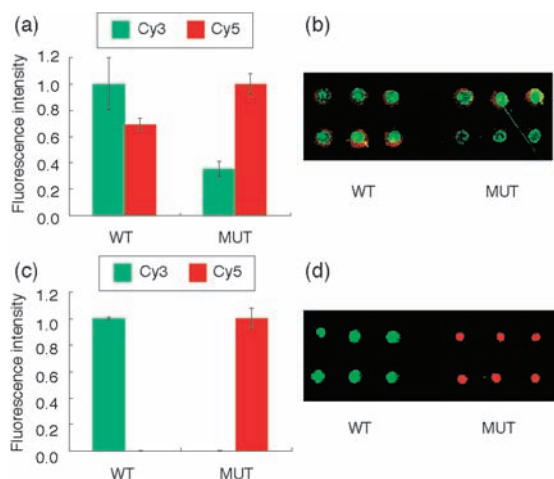 (a)
Cy3 Cy5
Fluorescence intensity
1.2
1.0
0.8
0.6
0.4
0.2
0.0
WT MUT
(b)
WT MUT
(c)
Cy3 Cy5
Fluorescence intensity
1.2
1.0
0.8
0.6
0.4
0.2
0.0
WT MUT
(d)
WT MUT